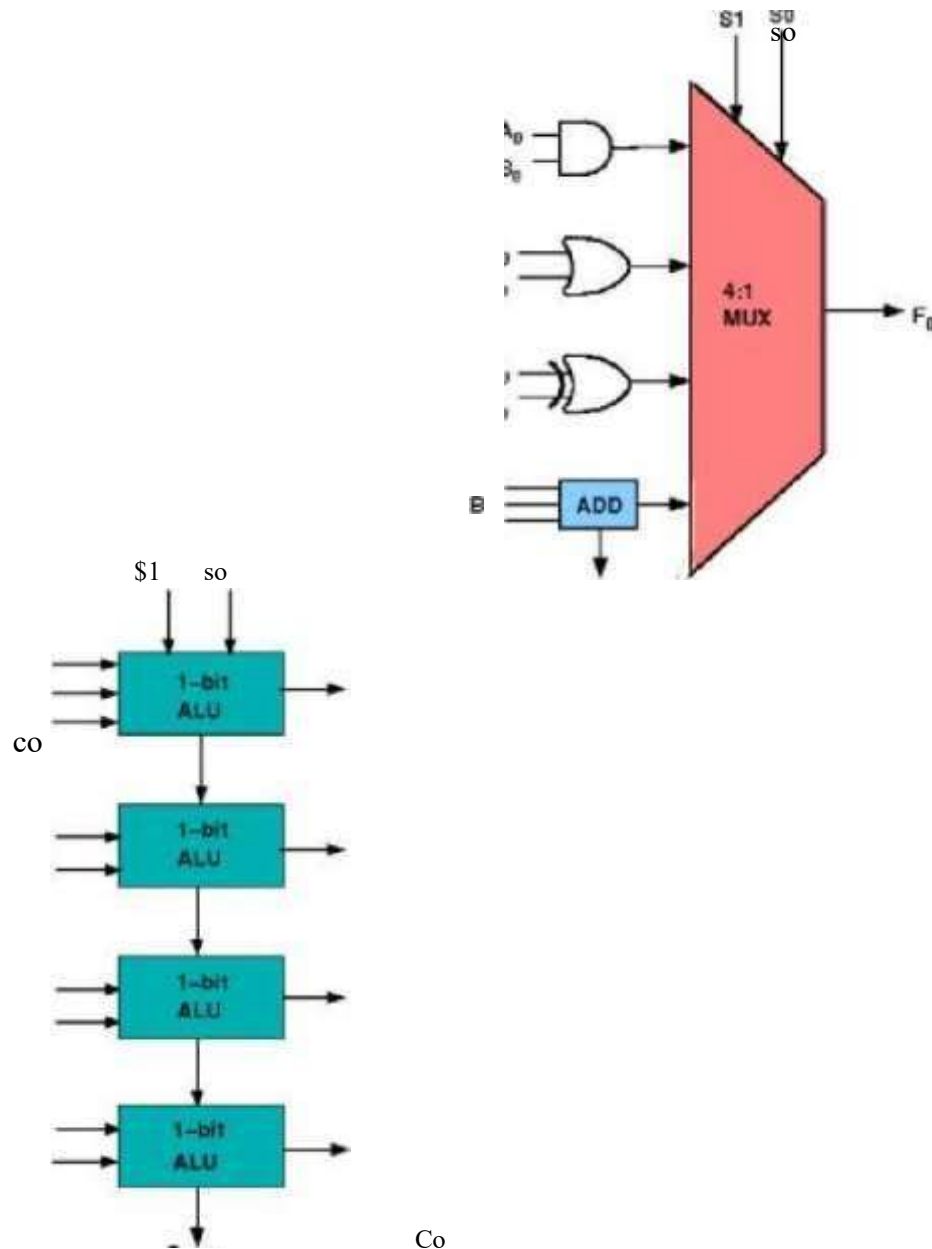 S1 S0
so
A₀
B₀
4:1
MUX
F₀
B
ADD
$1 so
1-bit
ALU
co
1-bit
ALU
1-bit
ALU
1-bit
ALU
Co